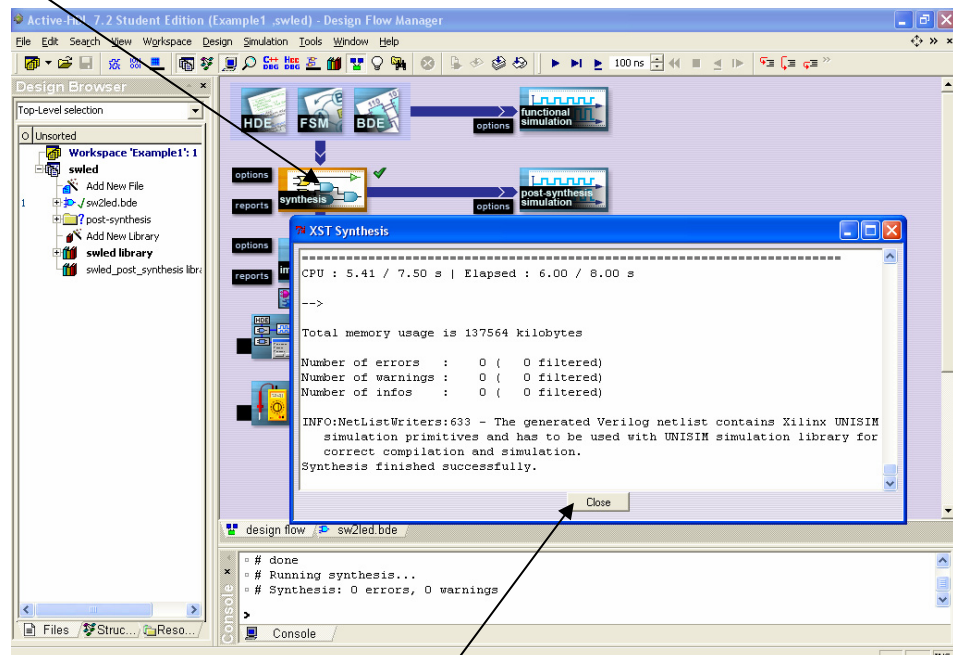 Active-HDL 7.2 Student Edition (Example1 ,swled) - Design Flow Manager
File Edit Search View Workspace Design Simulation Tools Window Help
100 ns
Design Browser
Top-Level selection
Unsorted
Workspace 'Example1': 1
swled
Add New File
1 sw2led.bde
post-synthesis
Add New Library
swled library
swled_post_synthesis libra
Files Struc... Reso...
HDE FSM BDE
options
functional simulation
options
synthesis
reports
options
post-synthesis simulation
options
reports
im
XST Synthesis
CPU : 5.41 / 7.50 s | Elapsed : 6.00 / 8.00 s
-->
Total memory usage is 137564 kilobytes
Number of errors : 0 ( 0 filtered)
Number of warnings : 0 ( 0 filtered)
Number of infos : 0 ( 0 filtered)
INFO:NetListWriters:633 - The generated Verilog netlist contains Xilinx UNISIM
simulation primitives and has to be used with UNISIM simulation library for
correct compilation and simulation.
Synthesis finished successfully.
Close
design flow sw2led.bde
# done
# Running synthesis...
# Synthesis: 0 errors, 0 warnings
>
Console
Console